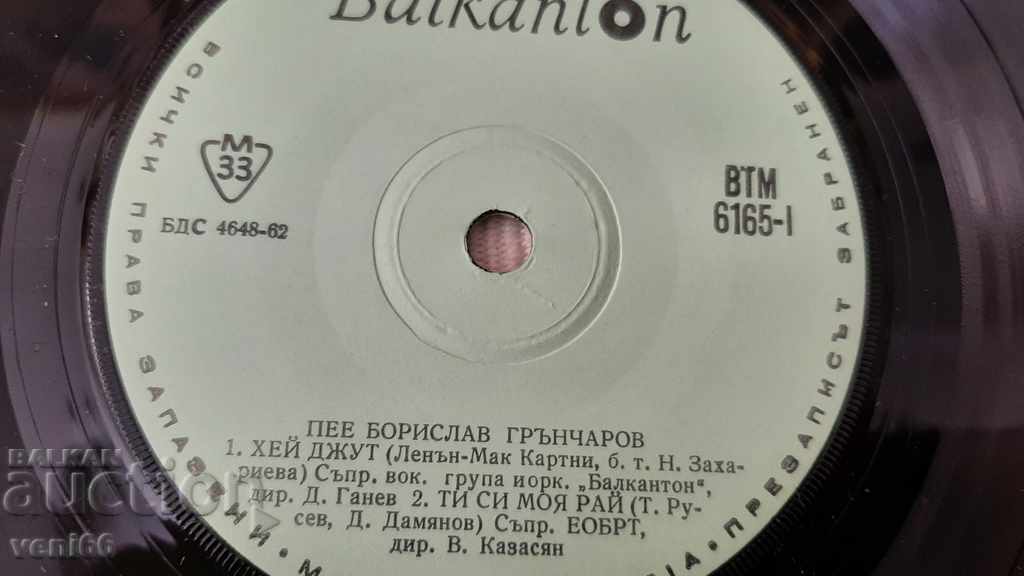 Balkanton
М
33
БДС 4648-62
ВТМ
6165-I
ПЕЕ БОРИСЛАВ ГРЪНЧАРОВ
1. ХЕЙ ДЖУТ (Ленън-Мак Картни, б. т. Н. Заха-
риева) Съпр. вок. група иорк. „Балкантон“,
дир. Д. Ганев 2. ТИ СИ МОЯ РАЙ (Т. Ру-
сев, Д. Дамянов) Съпр. ЕОБРТ,
дир. В. Казасян
ВСИЧКИ ПРАВА ЗАПАЗЕНИ •
• ПРЕЗАПИСЪТ ЗАБРАНЕН
BALKAN
auction
veni66